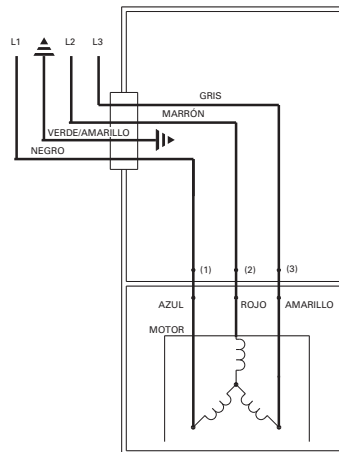 L1 L2 L3
GRIS
MARRÓN
VERDE/AMARILLO
NEGRO
(1) (2) (3)
AZUL ROJO AMARILLO
MOTOR